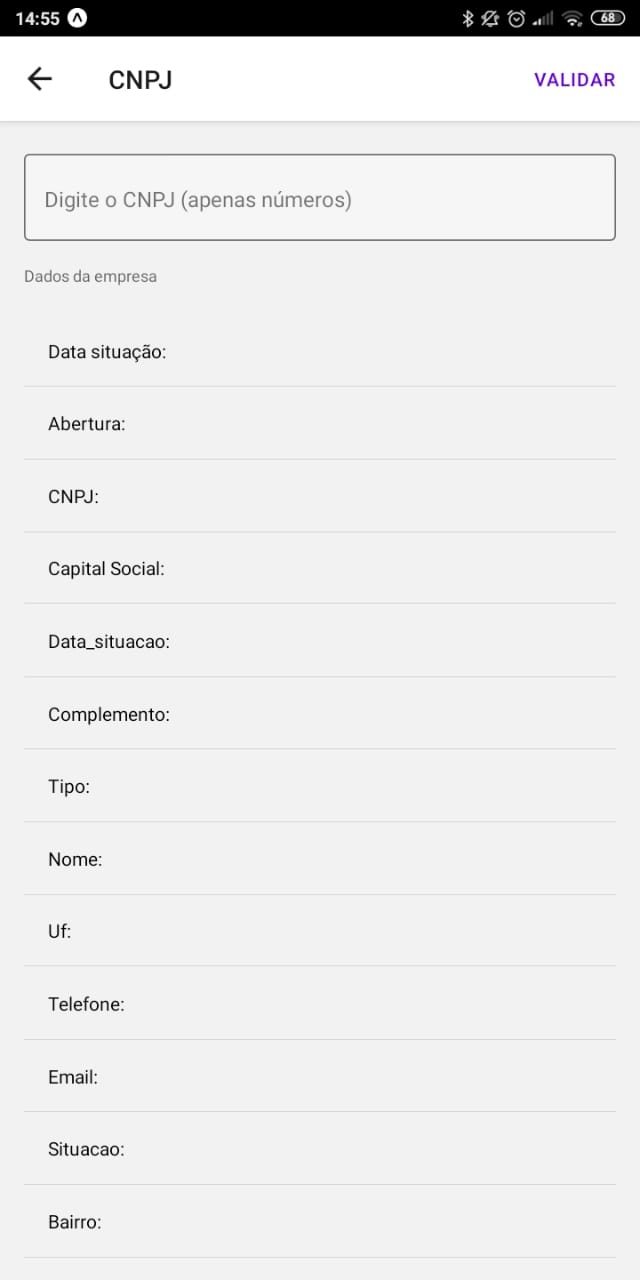 14:55
68
CNPJ
VALIDAR
Digite o CNPJ (apenas números)
Dados da empresa
Data situação:
Abertura:
CNPJ:
Capital Social:
Data_situacao:
Complemento:
Tipo:
Nome:
Uf:
Telefone:
Email:
Situacao:
Bairro: